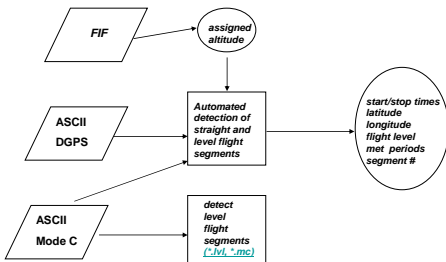 FIF
assigned
altitude
ASCII
DGPS
Automated
detection of
straight and
level flight
segments
start/stop times
latitude
longitude
flight level
met periods
segment #
ASCII
Mode C
detect
level
flight
segments
(*.lvl, *.mc)